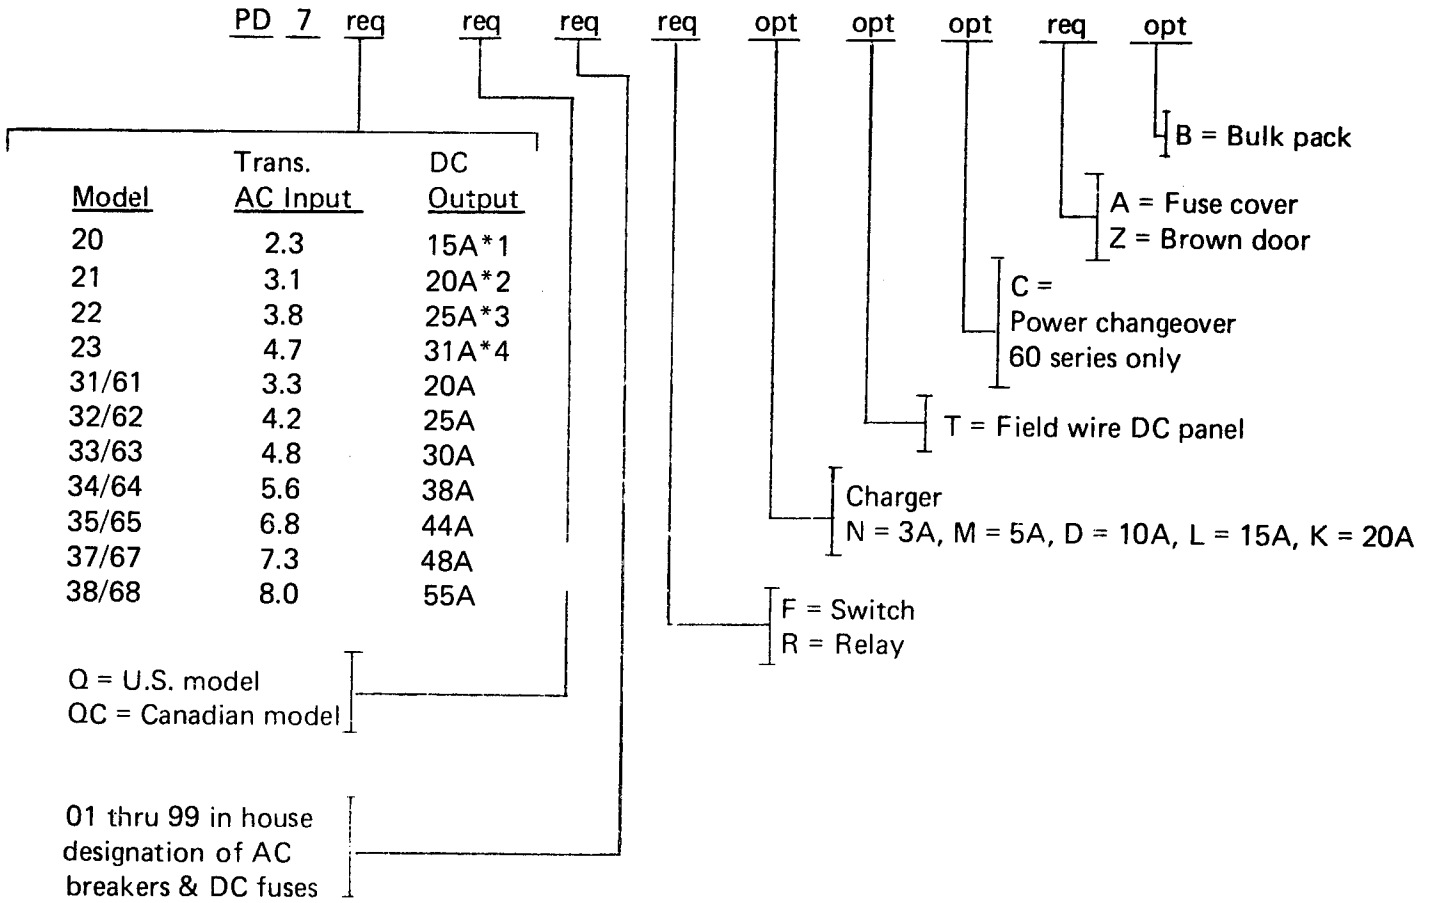 PD 7 req req req req opt opt opt req opt
B = Bulk pack
A = Fuse cover
Z = Brown door
C =
Power changeover
60 series only
T = Field wire DC panel
Charger
N = 3A, M = 5A, D = 10A, L = 15A, K = 20A
F = Switch
R = Relay
Trans. DC
Model AC Input Output
20 2.3 15A*1
21 3.1 20A*2
22 3.8 25A*3
23 4.7 31A*4
31/61 3.3 20A
32/62 4.2 25A
33/63 4.8 30A
34/64 5.6 38A
35/65 6.8 44A
37/67 7.3 48A
38/68 8.0 55A
Q = U.S. model
QC = Canadian model
01 thru 99 in house
designation of AC
breakers & DC fuses